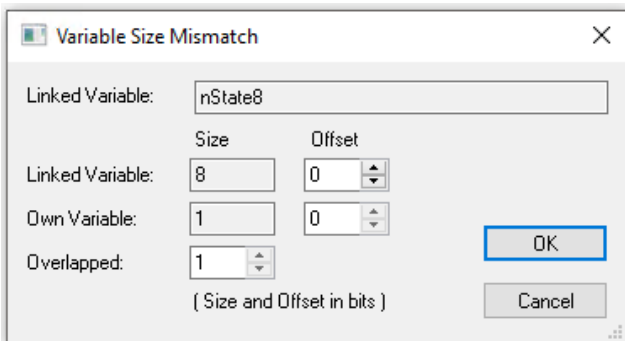 Variable Size Mismatch
Linked Variable: nState8
Size Offset
Linked Variable: 8 0
Own Variable: 1 0
Overlapped: 1
OK
( Size and Offset in bits )
Cancel